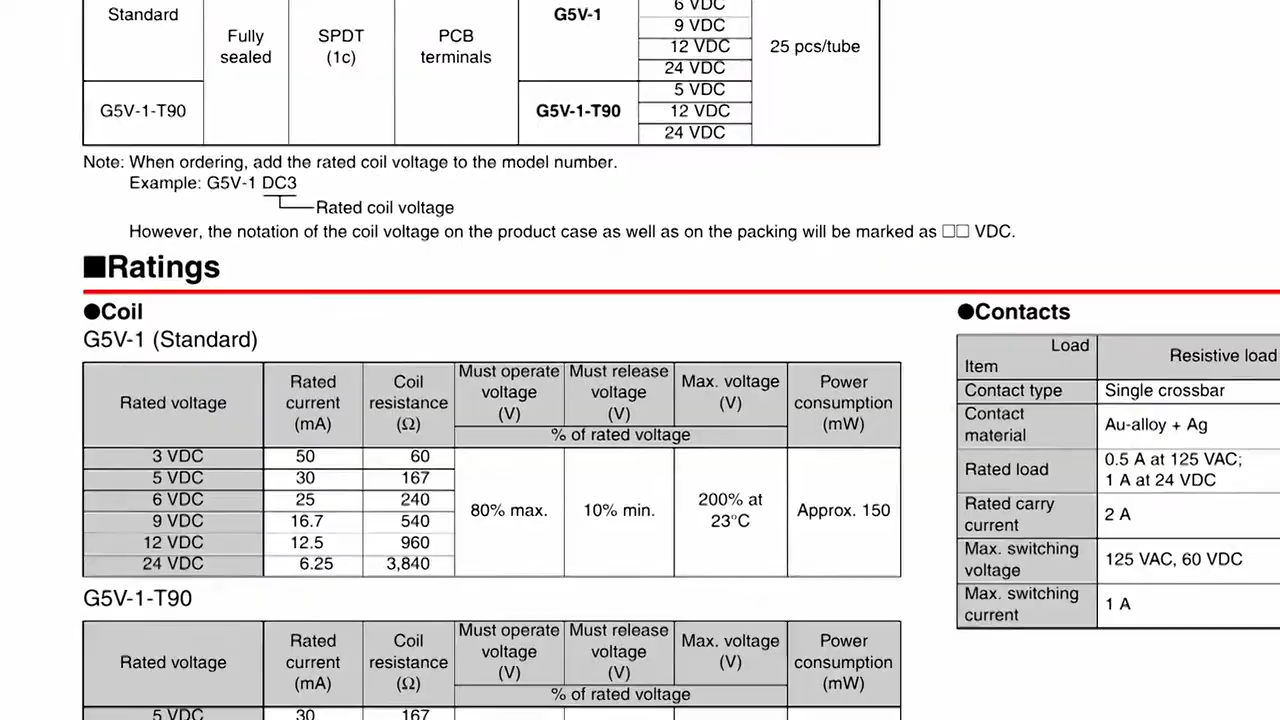 Standard
Fully
sealed
SPDT
(1c)
PCB
terminals
G5V-1
6 VDC
9 VDC
12 VDC
24 VDC
25 pcs/tube
G5V-1-T90
G5V-1-T90
5 VDC
12 VDC
24 VDC
Note: When ordering, add the rated coil voltage to the model number.
Example: G5V-1 DC3
Rated coil voltage
However, the notation of the coil voltage on the product case as well as on the packing will be marked as □□ VDC.
■Ratings
●Coil
G5V-1 (Standard)
Rated voltage
Rated
current
(mA)
Coil
resistance
(Ω)
Must operate
voltage
(V)
Must release
voltage
(V)
Max. voltage
(V)
Power
consumption
(mW)
% of rated voltage
3 VDC 50 60
5 VDC 30 167
6 VDC 25 240
9 VDC 16.7 540
12 VDC 12.5 960
24 VDC 6.25 3,840
80% max.
10% min.
200% at
23°C
Approx. 150
G5V-1-T90
Rated voltage
Rated
current
(mA)
Coil
resistance
(Ω)
Must operate
voltage
(V)
Must release
voltage
(V)
Max. voltage
(V)
Power
consumption
(mW)
% of rated voltage
5 VDC 30 167
●Contacts
Load
Item
Resistive load
Contact type
Single crossbar
Contact
material
Au-alloy + Ag
Rated load
0.5 A at 125 VAC;
1 A at 24 VDC
Rated carry
current
2 A
Max. switching
voltage
125 VAC, 60 VDC
Max. switching
current
1 A